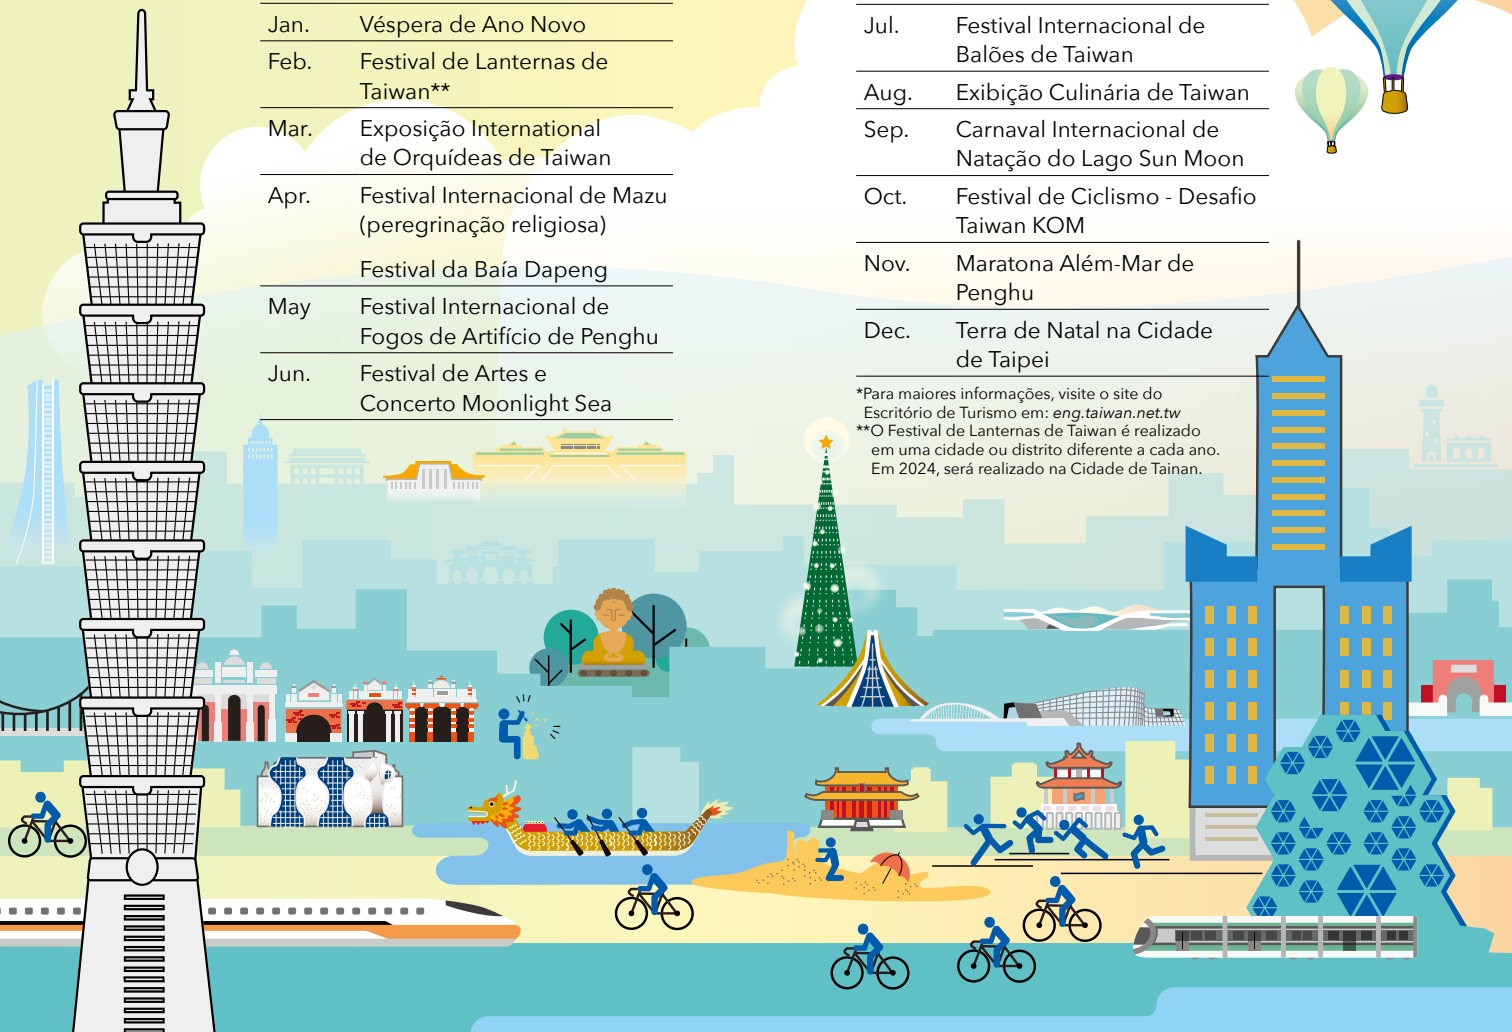 Jan. Véspera de Ano Novo
Feb. Festival de Lanternas de
Taiwan**
Mar. Exposição International
de Orquídeas de Taiwan
Apr. Festival Internacional de Mazu
(peregrinação religiosa)
Festival da Baía Dapeng
May Festival Internacional de
Fogos de Artifício de Penghu
Jun. Festival de Artes e
Concerto Moonlight Sea
Jul. Festival Internacional de
Balões de Taiwan
Aug. Exibição Culinária de Taiwan
Sep. Carnaval Internacional de
Natação do Lago Sun Moon
Oct. Festival de Ciclismo - Desafio
Taiwan KOM
Nov. Maratona Além-Mar de
Penghu
Dec. Terra de Natal na Cidade
de Taipei
*Para maiores informações, visite o site do
Escritório de Turismo em: eng.taiwan.net.tw
**O Festival de Lanternas de Taiwan é realizado
em uma cidade ou distrito diferente a cada ano.
Em 2024, será realizado na Cidade de Tainan.